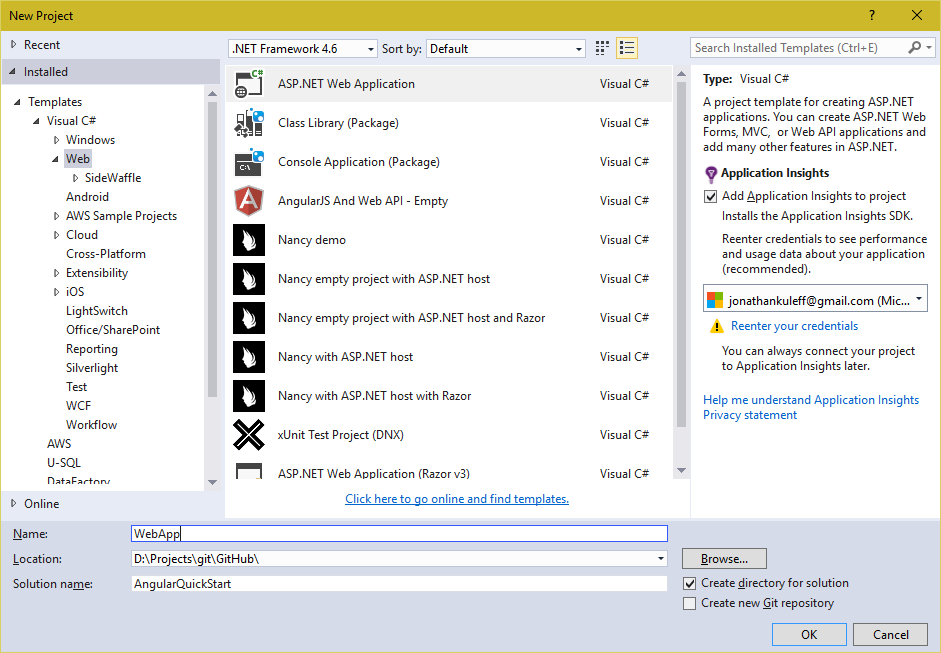 New Project
?
Recent
.NET Framework 4.6
Sort by:
Default
Search Installed Templates (Ctrl+E)
Installed
Templates
Visual C#
Windows
Web
SideWaffle
Android
AWS Sample Projects
Cloud
Cross-Platform
Extensibility
iOS
LightSwitch
Office/SharePoint
Reporting
Silverlight
Test
WCF
Workflow
AWS
U-SQL
DataFactory
Online
C#
ASP.NET Web Application Visual C#
Class Library (Package) Visual C#
C:\
Console Application (Package) Visual C#
A
AngularJS And Web API - Empty Visual C#
Nancy demo Visual C#
Nancy empty project with ASP.NET host Visual C#
Nancy empty project with ASP.NET host and Razor Visual C#
Nancy with ASP.NET host Visual C#
Nancy with ASP.NET host with Razor Visual C#
xUnit Test Project (DNX) Visual C#
ASP.NET Web Application (Razor v3) Visual C#
Click here to go online and find templates.
Type: Visual C#
A project template for creating ASP.NET
applications. You can create ASP.NET Web
Forms, MVC, or Web API applications and
add many other features in ASP.NET.
Application Insights
Add Application Insights to project
Installs the Application Insights SDK.
Reenter credentials to see performance
and usage data about your application
(recommended).
jonathankuleff@gmail.com (Mic...
Reenter your credentials
You can always connect your project
to Application Insights later.
Help me understand Application Insights
Privacy statement
Name:
WebApp
Location:
D:\Projects\git\GitHub\
Browse...
Solution name:
AngularQuickStart
Create directory for solution
Create new Git repository
OK
Cancel